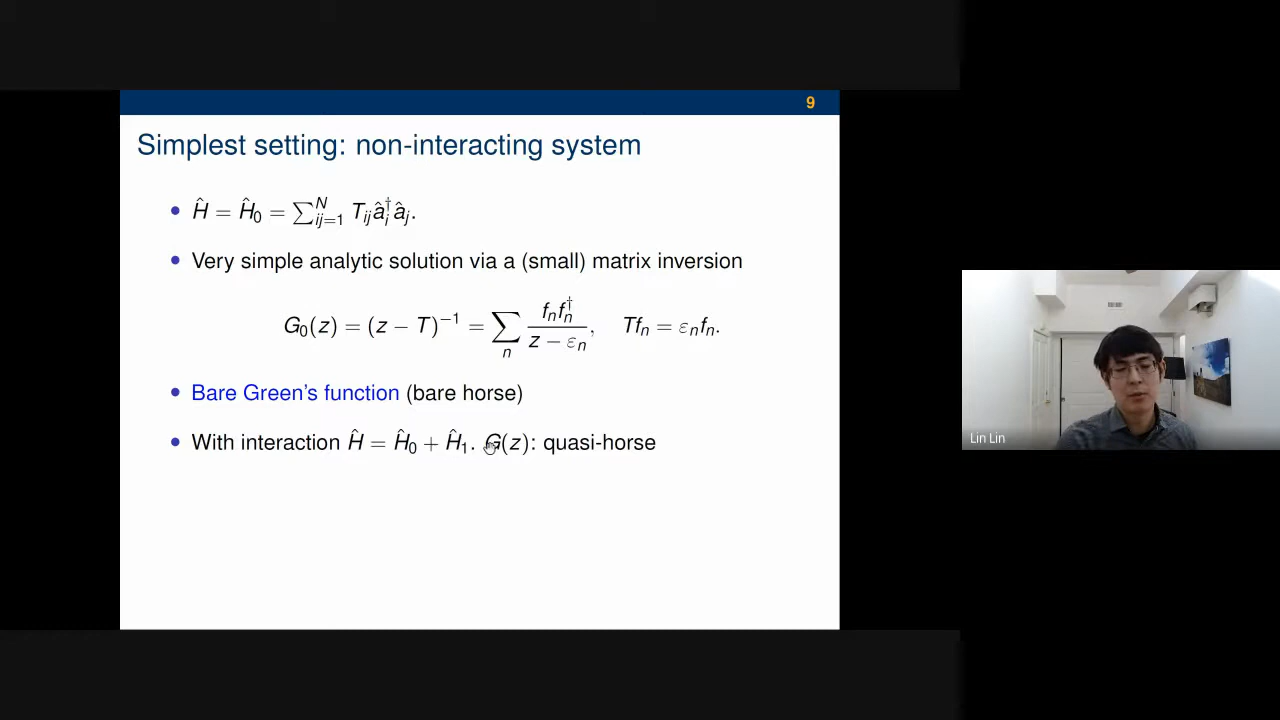 9
Simplest setting: non-interacting system
• Ĥ = Ĥ₀ = ∑ᴺᵢⱼ₌₁ Tᵢⱼâᵢ†âⱼ.
• Very simple analytic solution via a (small) matrix inversion
G₀(z) = (z − T)⁻¹ = ∑ₙ fₙfₙ† / (z − εₙ), Tfₙ = εₙfₙ.
• Bare Green's function (bare horse)
• With interaction Ĥ = Ĥ₀ + Ĥ₁. G(z): quasi-horse
Lin Lin